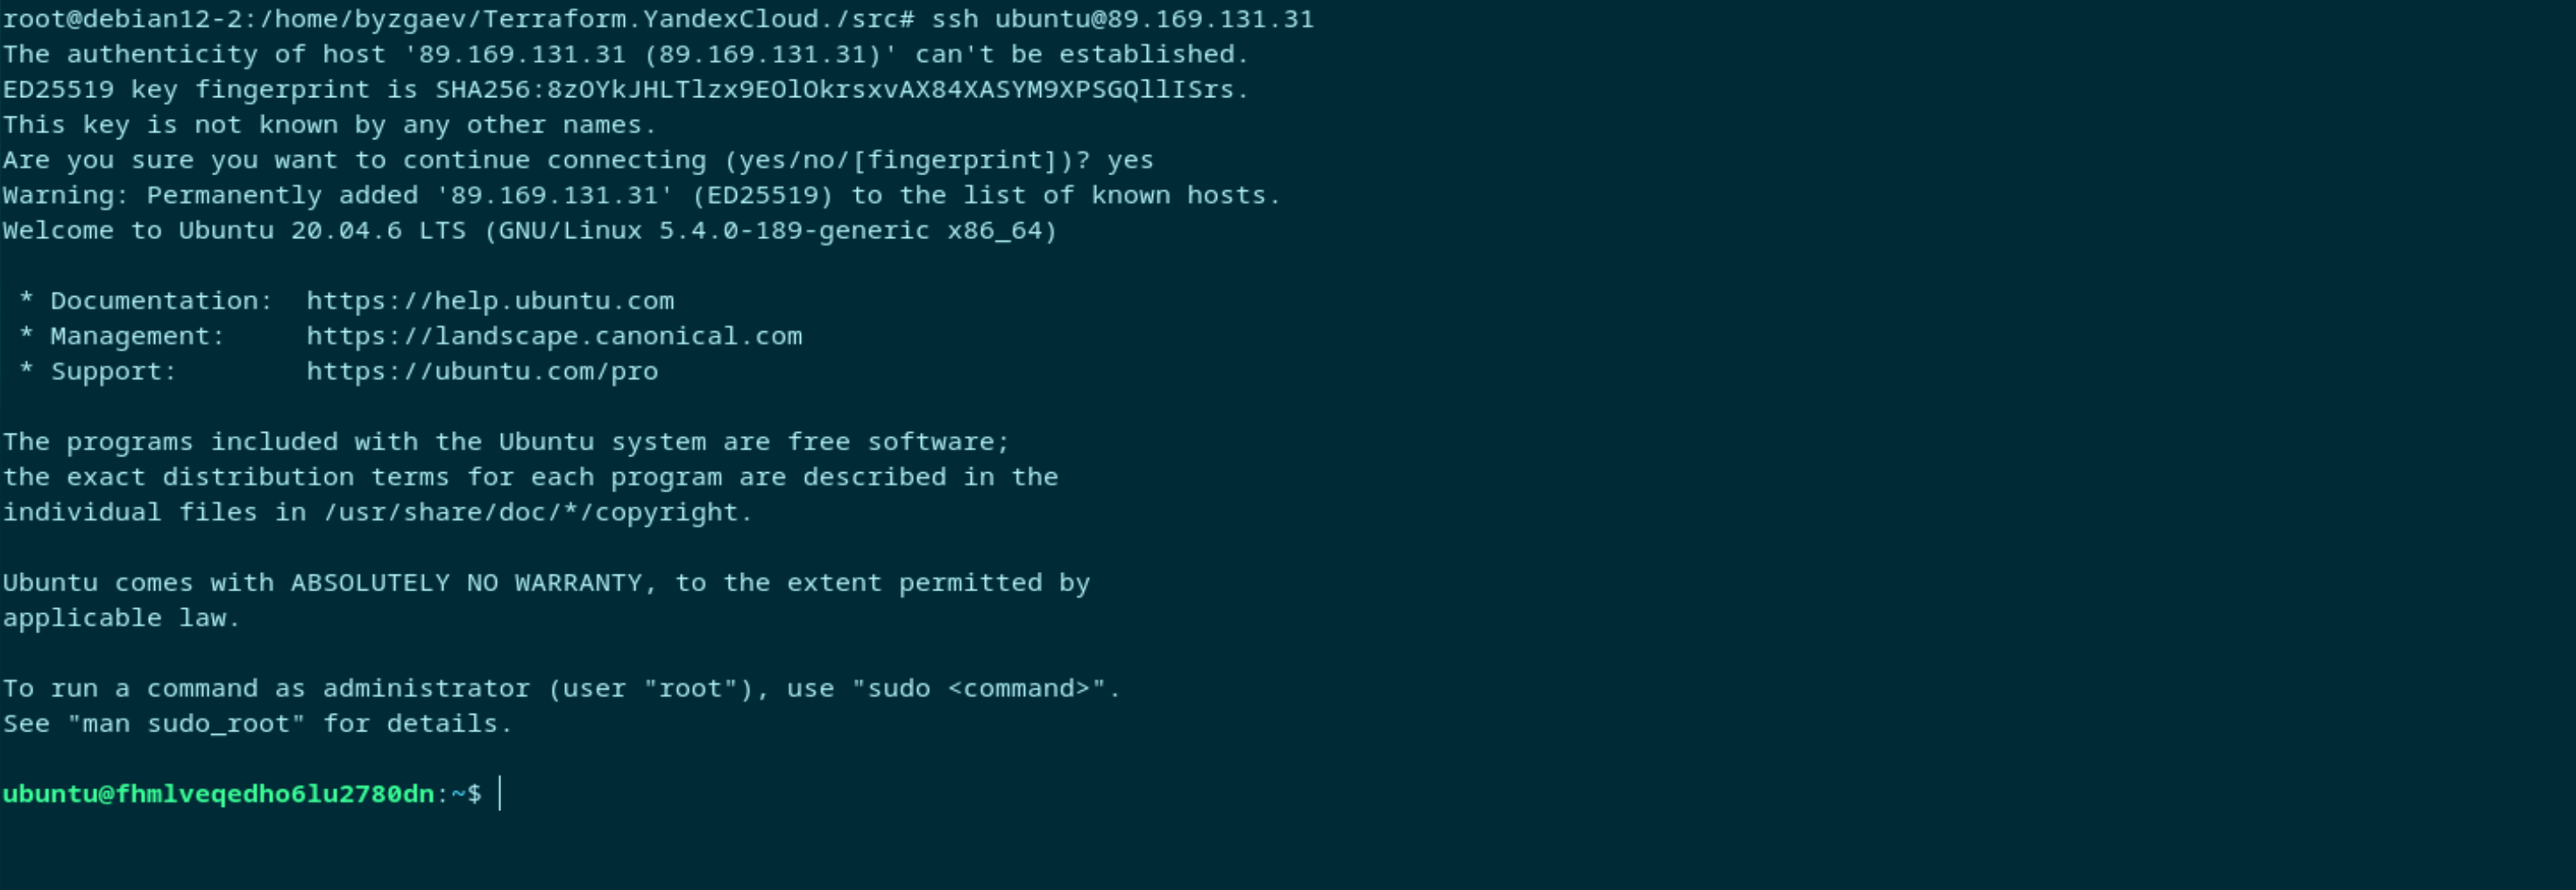 root@debian12-2:/home/byzgaev/Terraform.YandexCloud./src# ssh ubuntu@89.169.131.31
The authenticity of host '89.169.131.31 (89.169.131.31)' can't be established.
ED25519 key fingerprint is SHA256:8zOYkJHLTlzx9EOlOkrsxvAX84XASYM9XPSGQllISrs.
This key is not known by any other names.
Are you sure you want to continue connecting (yes/no/[fingerprint])? yes
Warning: Permanently added '89.169.131.31' (ED25519) to the list of known hosts.
Welcome to Ubuntu 20.04.6 LTS (GNU/Linux 5.4.0-189-generic x86_64)

 * Documentation:  https://help.ubuntu.com
 * Management:     https://landscape.canonical.com
 * Support:        https://ubuntu.com/pro

The programs included with the Ubuntu system are free software;
the exact distribution terms for each program are described in the
individual files in /usr/share/doc/*/copyright.

Ubuntu comes with ABSOLUTELY NO WARRANTY, to the extent permitted by
applicable law.

To run a command as administrator (user "root"), use "sudo <command>".
See "man sudo_root" for details.

ubuntu@fhmlveqedho6lu2780dn:~$